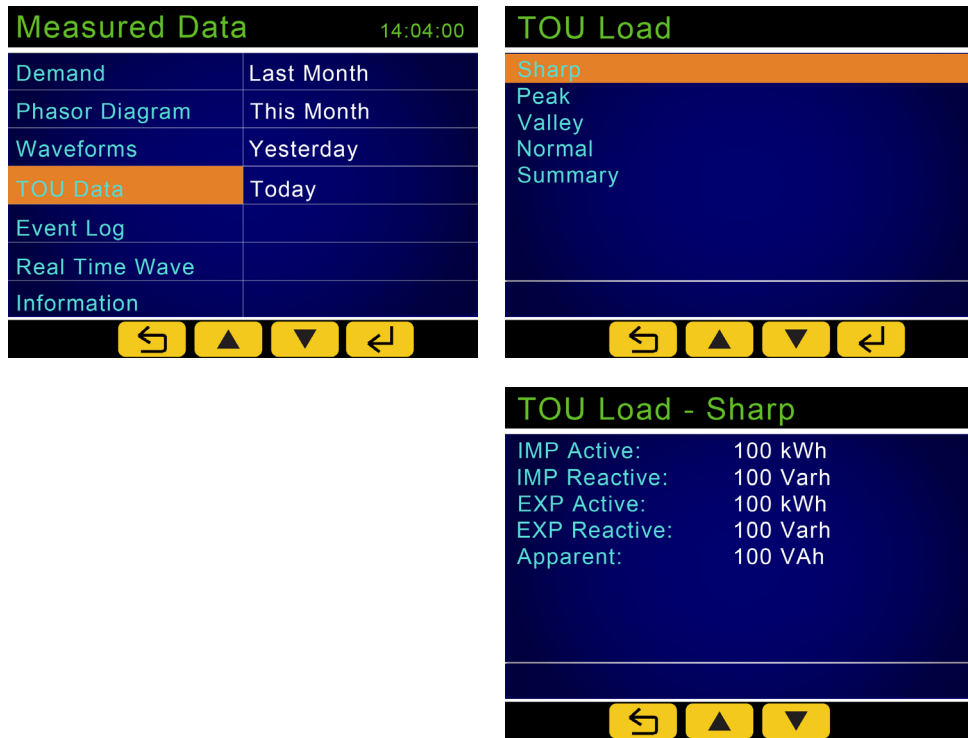 Measured Data 14:04:00
Demand Last Month
Phasor Diagram This Month
Waveforms Yesterday
TOU Data Today
Event Log
Real Time Wave
Information
TOU Load
Sharp
Peak
Valley
Normal
Summary
TOU Load - Sharp
IMP Active: 100 kWh
IMP Reactive: 100 Varh
EXP Active: 100 kWh
EXP Reactive: 100 Varh
Apparent: 100 VAh